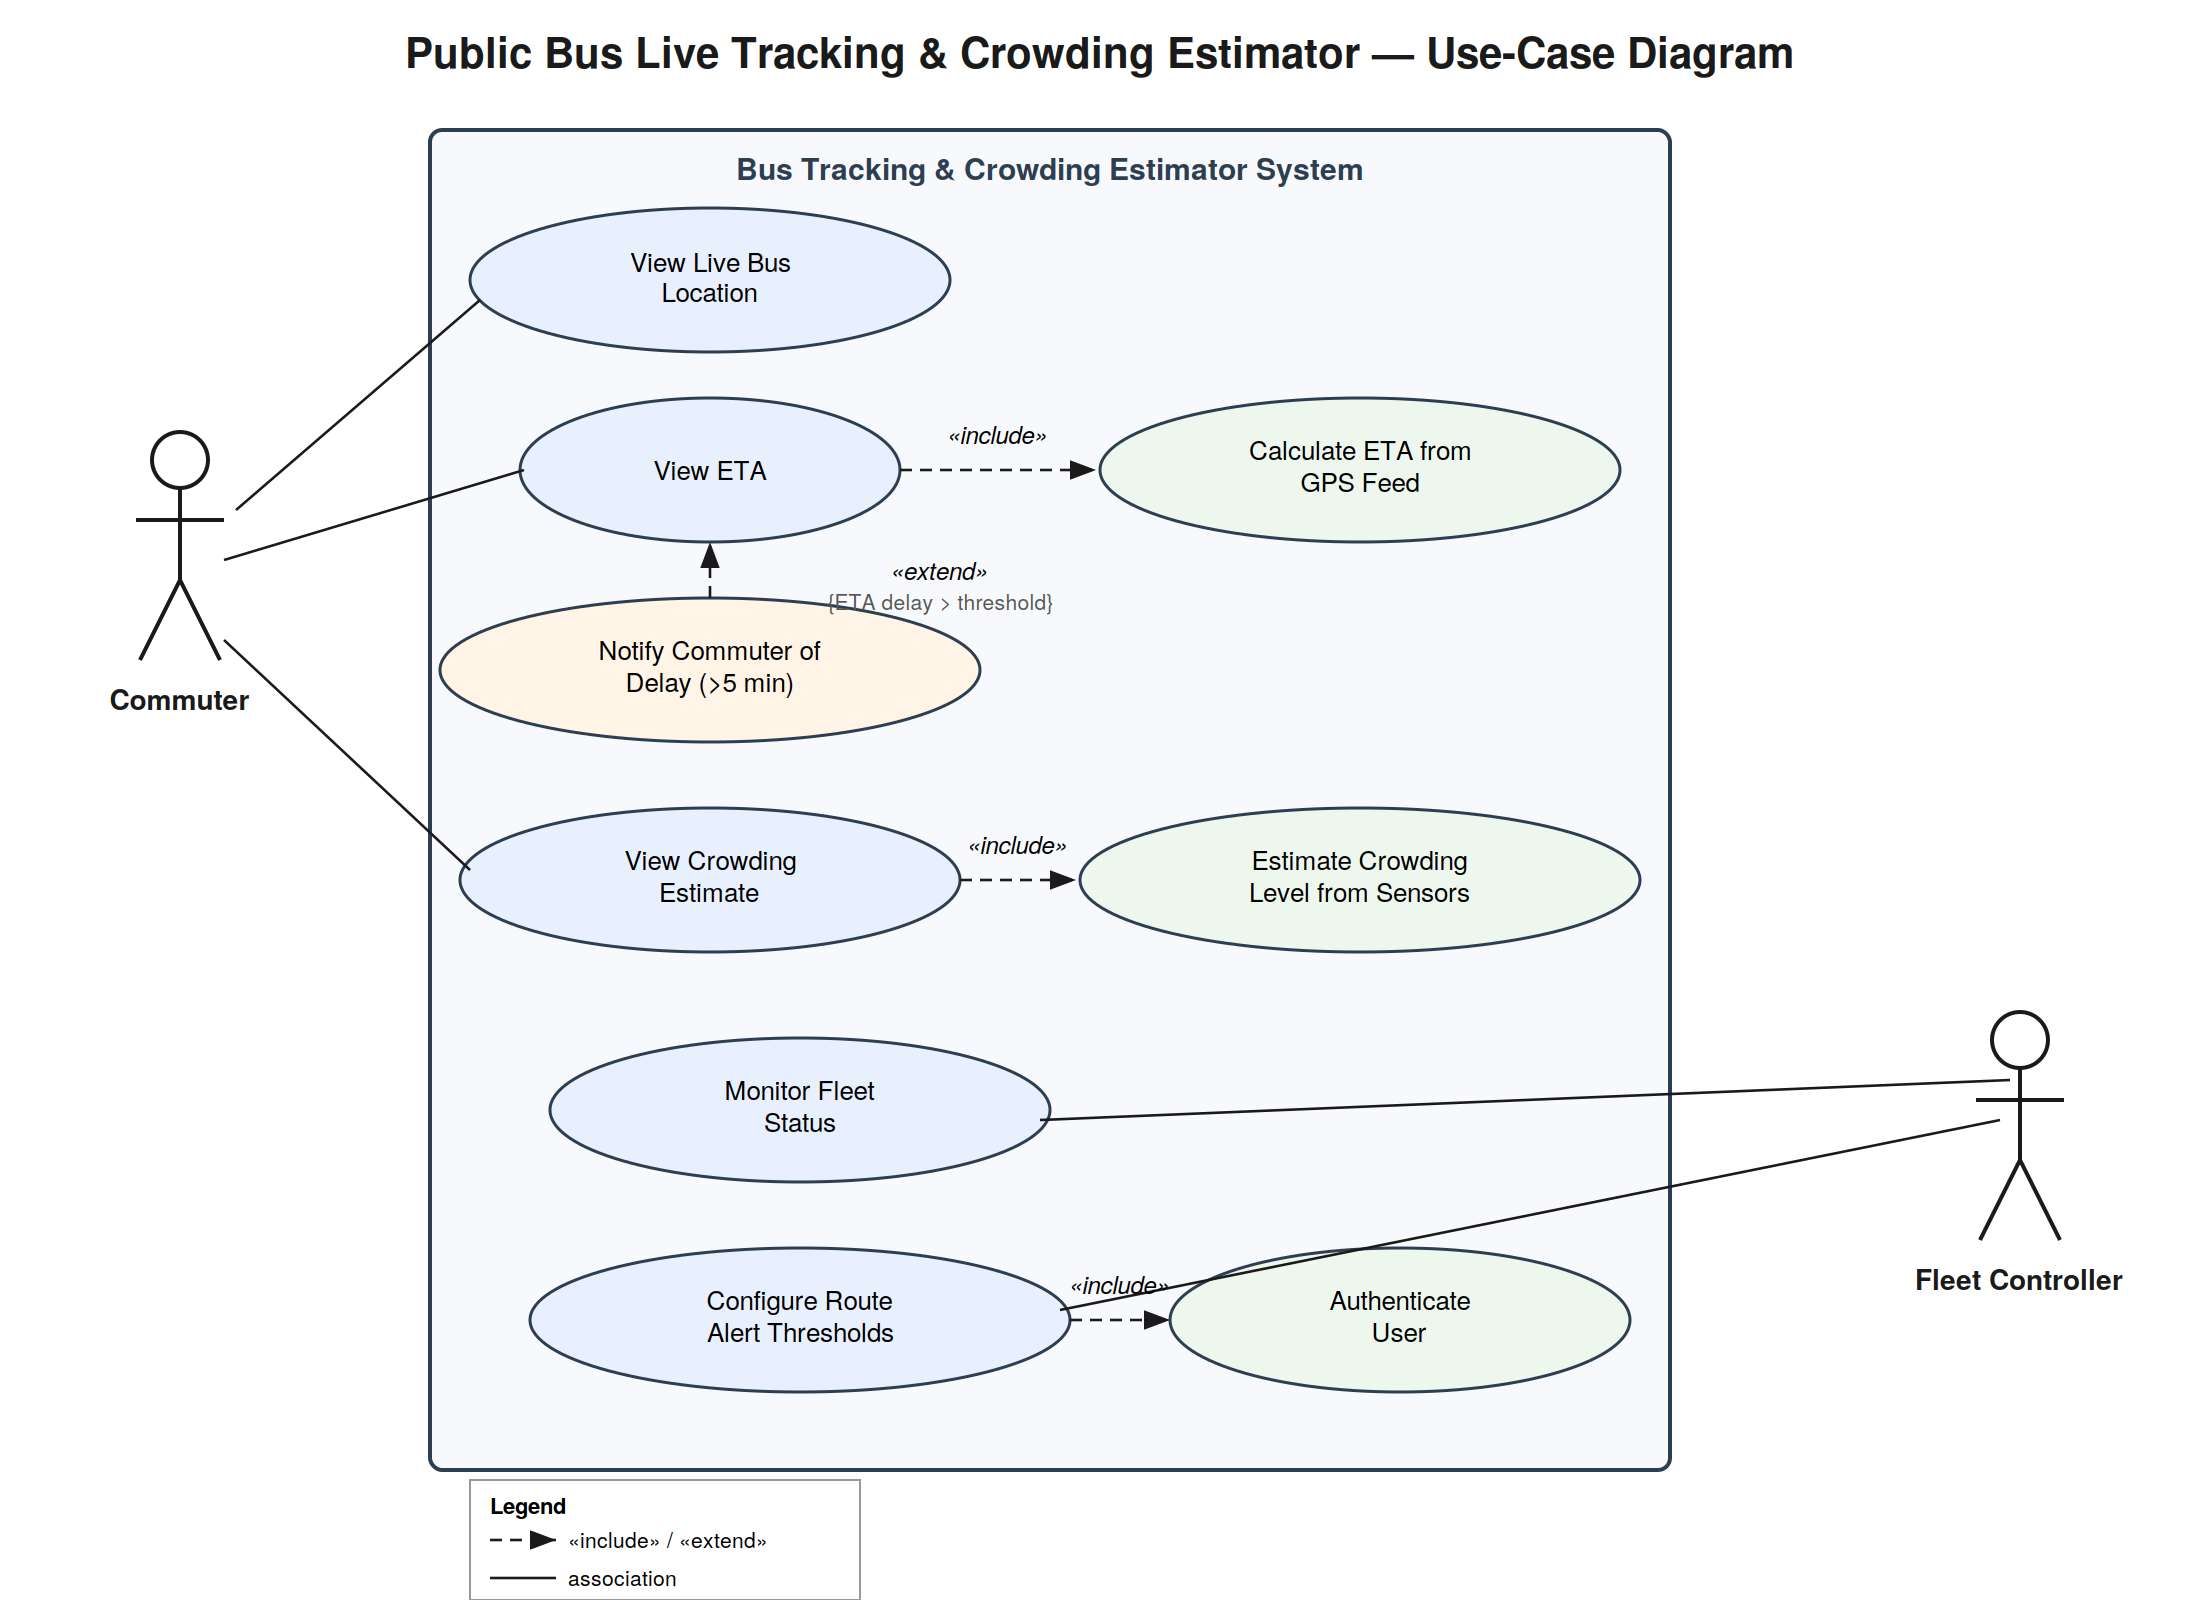 Public Bus Live Tracking & Crowding Estimator — Use-Case Diagram
Bus Tracking & Crowding Estimator System
View Live Bus
Location
View ETA
«include»
Calculate ETA from
GPS Feed
«extend»
{ETA delay > threshold}
Notify Commuter of
Delay (>5 min)
Commuter
View Crowding
Estimate
«include»
Estimate Crowding
Level from Sensors
Monitor Fleet
Status
Fleet Controller
Configure Route
Alert Thresholds
«include»
Authenticate
User
Legend
«include» / «extend»
association